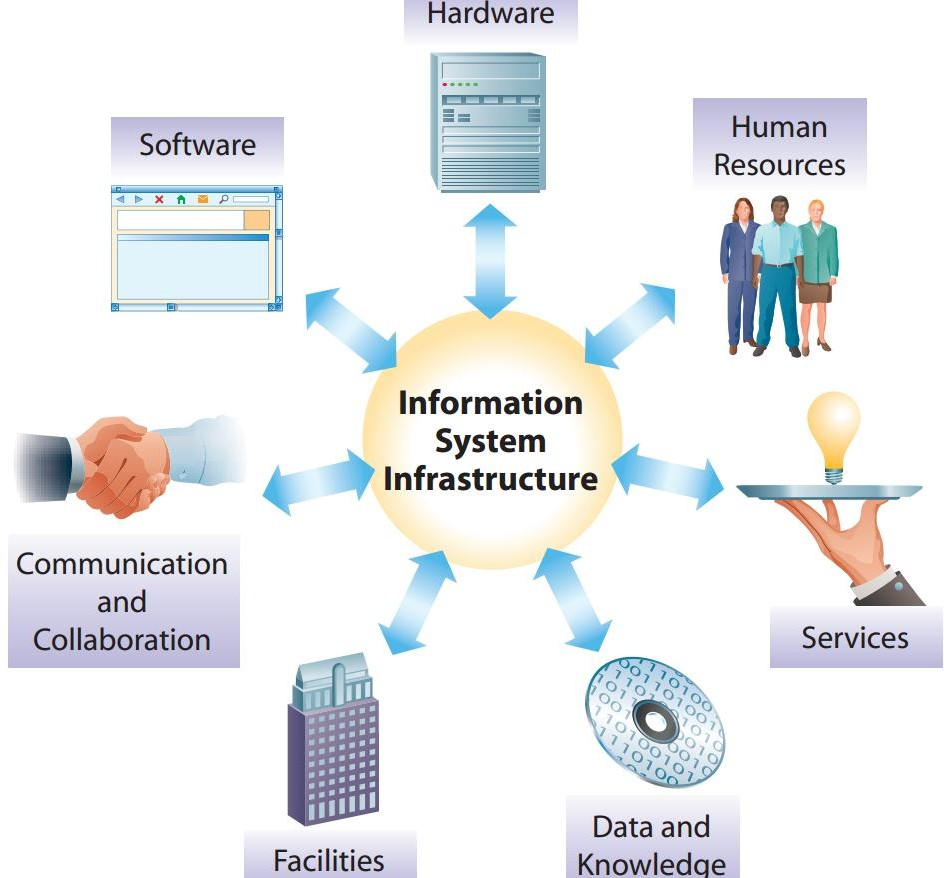 Hardware
Software
Human
Resources
Information
System
Infrastructure
Communication
and
Collaboration
Services
Facilities
Data and
Knowledge